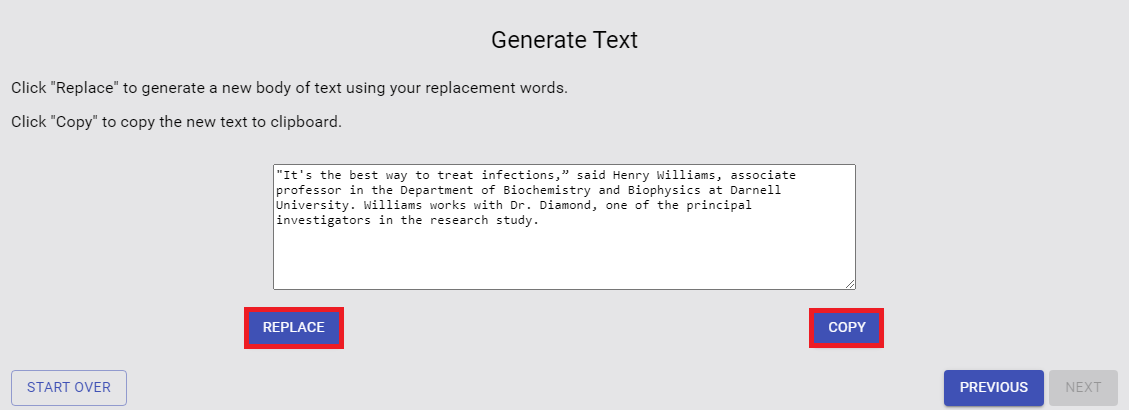 Generate Text
Click "Replace" to generate a new body of text using your replacement words.
Click "Copy" to copy the new text to clipboard.
"It's the best way to treat infections,” said Henry Williams, associate
professor in the Department of Biochemistry and Biophysics at Darnell
University. Williams works with Dr. Diamond, one of the principal
investigators in the research study.
REPLACE
COPY
START OVER
PREVIOUS
NEXT